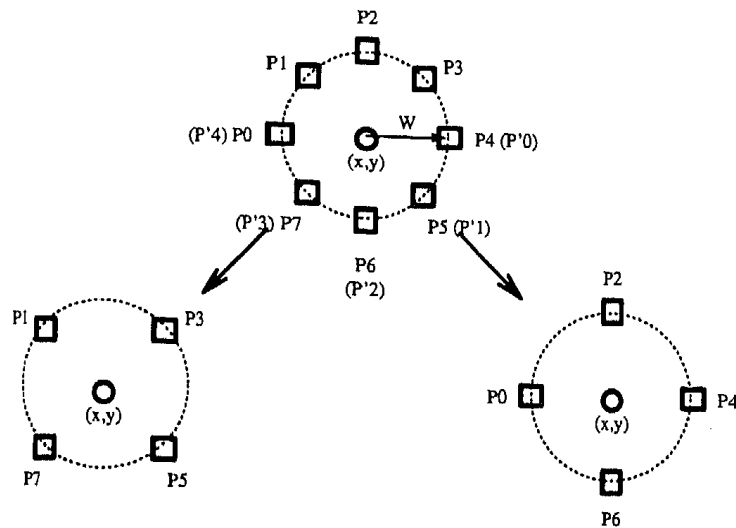 P2
P1
P3
W
(P'4) P0
P4 (P'0)
(x,y)
(P'3) P7
P5 (P'1)
P6
(P'2)
P1
P3
(x,y)
P7
P5
P2
P0
P4
(x,y)
P6